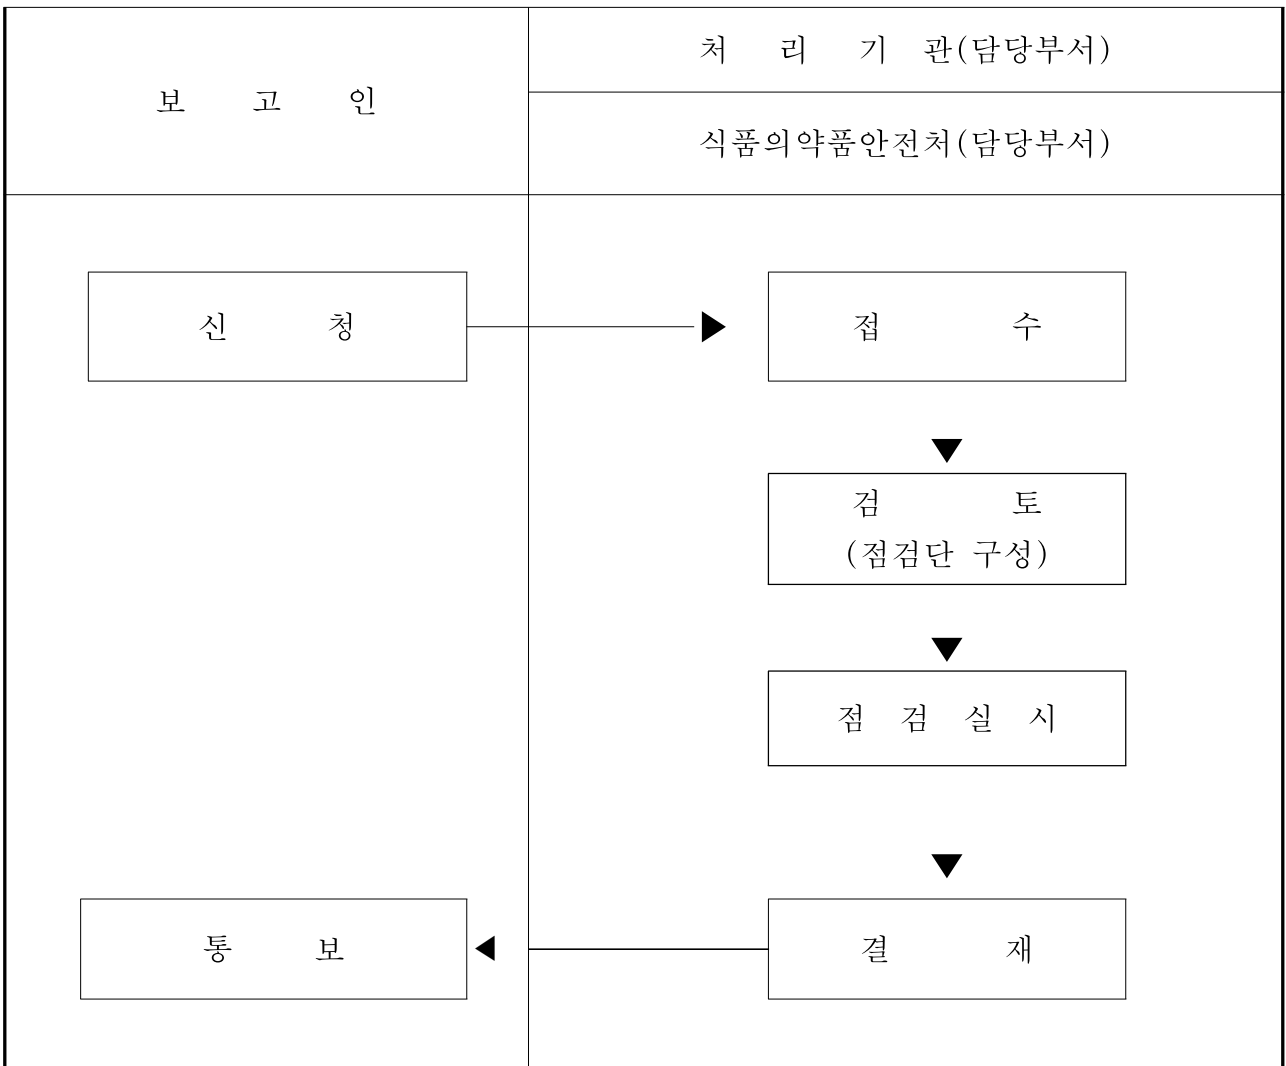 보 고 인
처 리 기 관(담당부서)
식품의약품안전처(담당부서)
신 청
접 수
검 토
(점검단 구성)
점 검 실 시
통 보
결 재